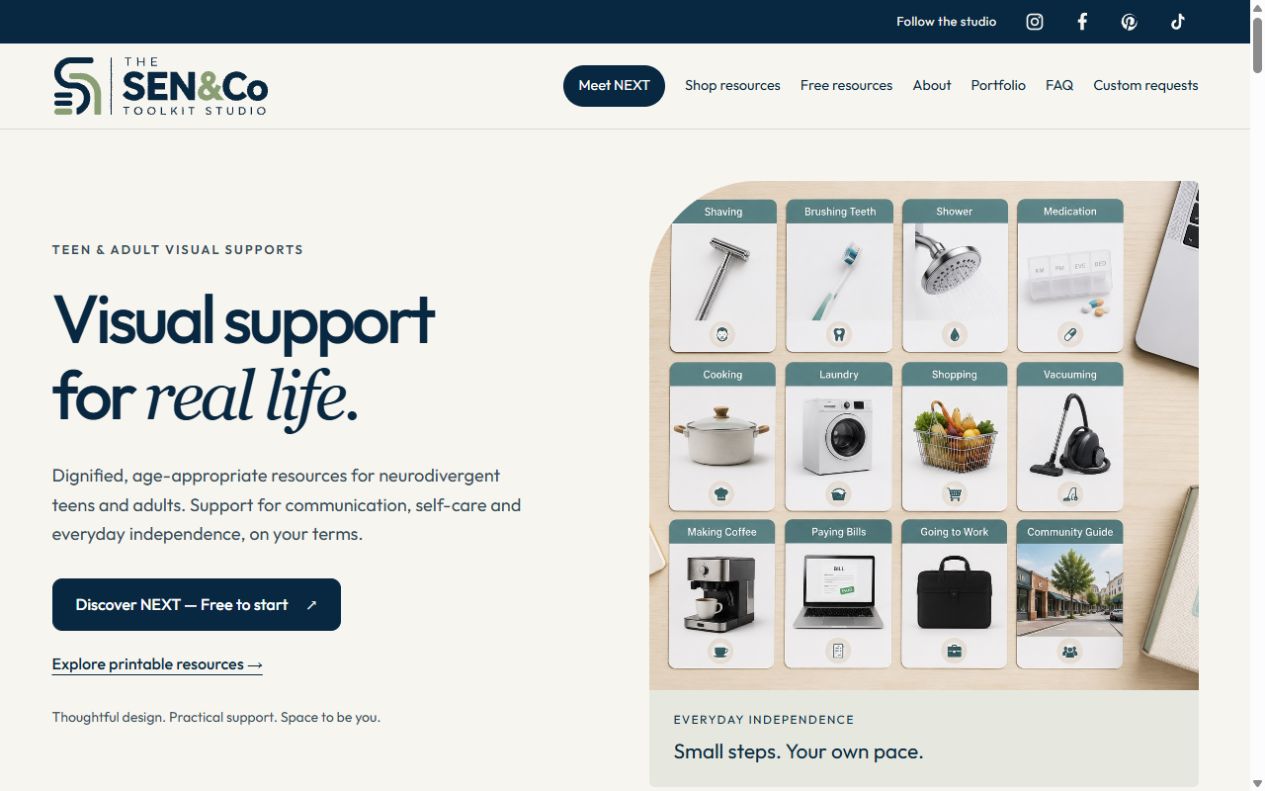 Follow the studio
THE
SEN&Co
TOOLKIT STUDIO
Meet NEXT
Shop resources
Free resources
About
Portfolio
FAQ
Custom requests
TEEN & ADULT VISUAL SUPPORTS
Visual support
for real life.
Dignified, age-appropriate resources for neurodivergent
teens and adults. Support for communication, self-care and
everyday independence, on your terms.
Discover NEXT — Free to start ↗
Explore printable resources →
Thoughtful design. Practical support. Space to be you.
Shaving
Brushing Teeth
Shower
Medication
EVE
BED
Cooking
Laundry
Shopping
Vacuuming
Making Coffee
Paying Bills
Going to Work
Community Guide
BILL
EVERYDAY INDEPENDENCE
Small steps. Your own pace.